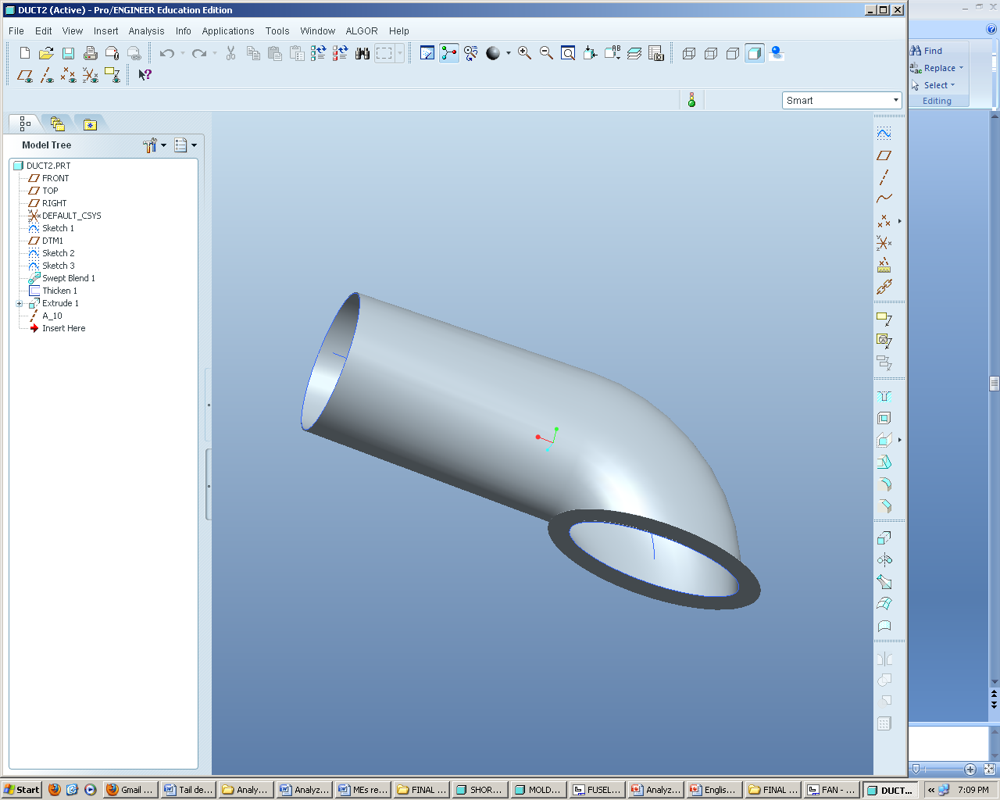 DUCT2 (Active) - Pro/ENGINEER Education Edition
File Edit View Insert Analysis Info Applications Tools Window ALGOR Help
Find
Replace
Select
Editing
Smart
Model Tree
DUCT2.PRT
FRONT
TOP
RIGHT
DEFAULT_CSYS
Sketch 1
DTM1
Sketch 2
Sketch 3
Swept Blend 1
Thicken 1
Extrude 1
A_10
Insert Here
Start Gmail ... Tail de... Analy... Analyz... MEs re... FINAL ... SHOR... MOLD... FUSEL... Analyz... Englis... FINAL ... FAN - ... DUCT... « 7:09 PM